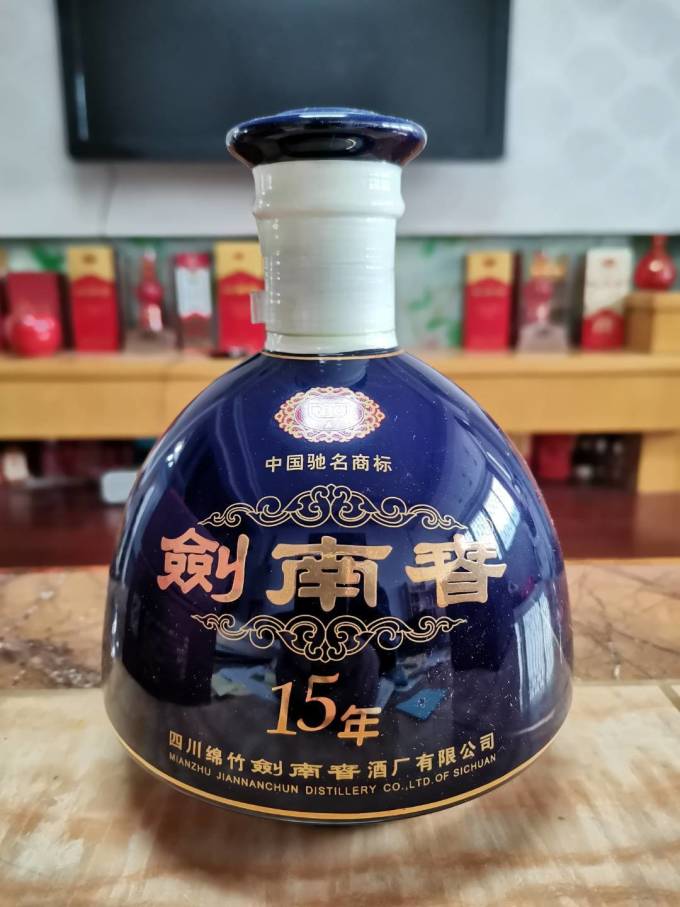 中国驰名商标
劍南春
15年
四川绵竹劍南春酒厂有限公司
MIANZHU JIANNANCHUN DISTILLERY CO.,LTD.OF SICHUAN